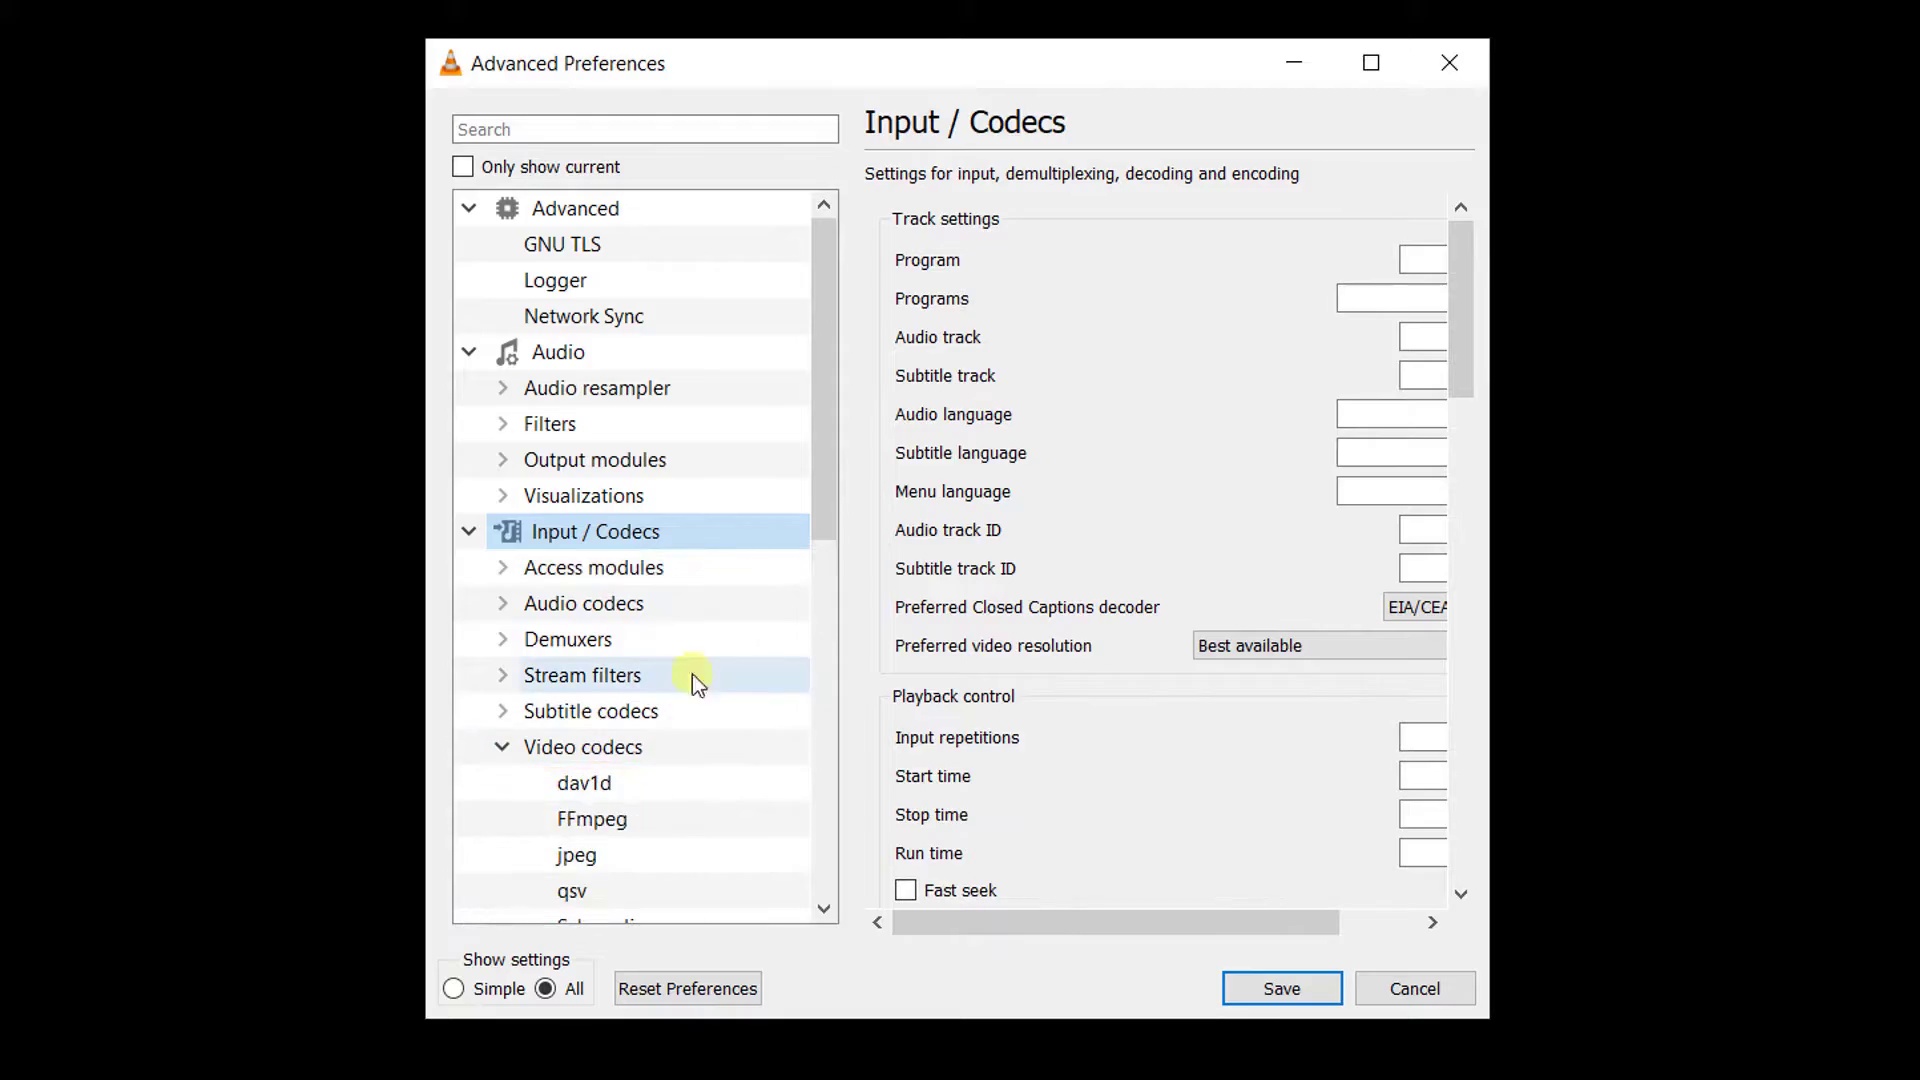 Advanced Preferences
Search
Only show current
Advanced
GNU TLS
Logger
Network Sync
Audio
Audio resampler
Filters
Output modules
Visualizations
Input / Codecs
Access modules
Audio codecs
Demuxers
Stream filters
Subtitle codecs
Video codecs
dav1d
FFmpeg
jpeg
qsv
Show settings
Simple
All
Reset Preferences
Input / Codecs
Settings for input, demultiplexing, decoding and encoding
Track settings
Program
Programs
Audio track
Subtitle track
Audio language
Subtitle language
Menu language
Audio track ID
Subtitle track ID
Preferred Closed Captions decoder EIA/CEA
Preferred video resolution Best available
Playback control
Input repetitions
Start time
Stop time
Run time
Fast seek
Save
Cancel